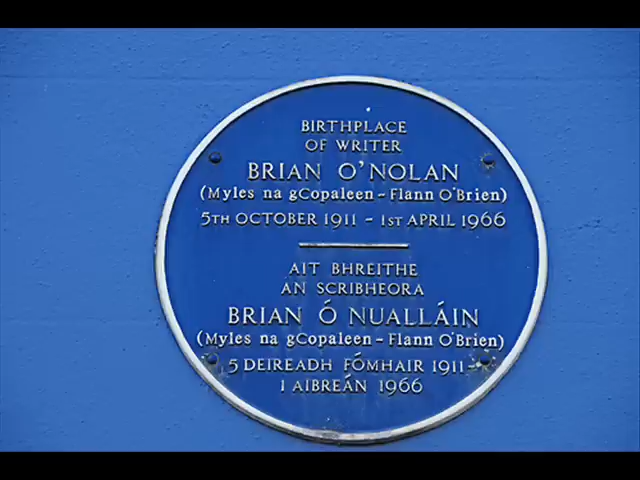 BIRTHPLACE
OF WRITER
BRIAN O'NOLAN
(Myles na gCopaleen - Flann O'Brien)
5TH OCTOBER 1911 - 1ST APRIL 1966
AIT BHREITHE
AN SCRIBHEORA
BRIAN Ó NUALLÁIN
(Myles na gCopaleen - Flann O'Brien)
5 DEIREADH FÓMHAIR 1911-
1 AIBREÁN 1966